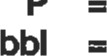 P =
bbl =